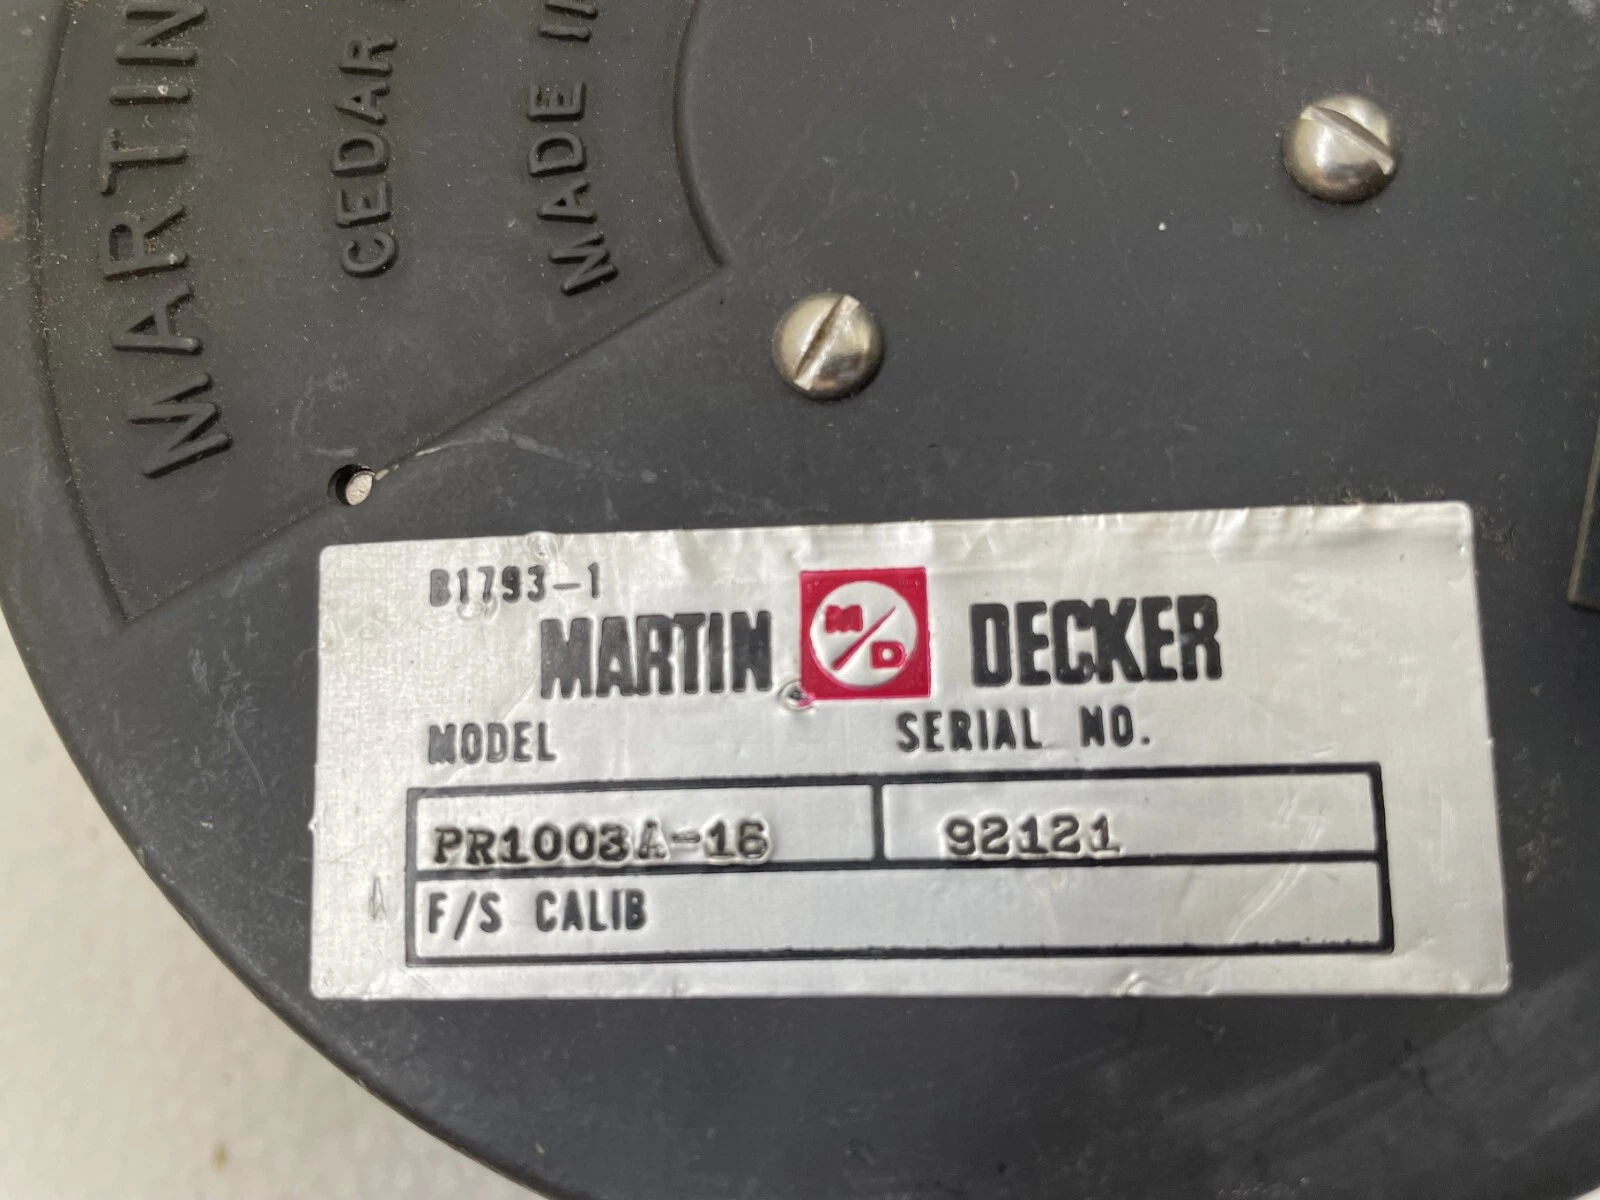 MARTIN
CEDAR
MADE
B1793-1
MARTIN M/D DECKER
MODEL SERIAL NO.
PR1003A-16 92121
F/S CALIB